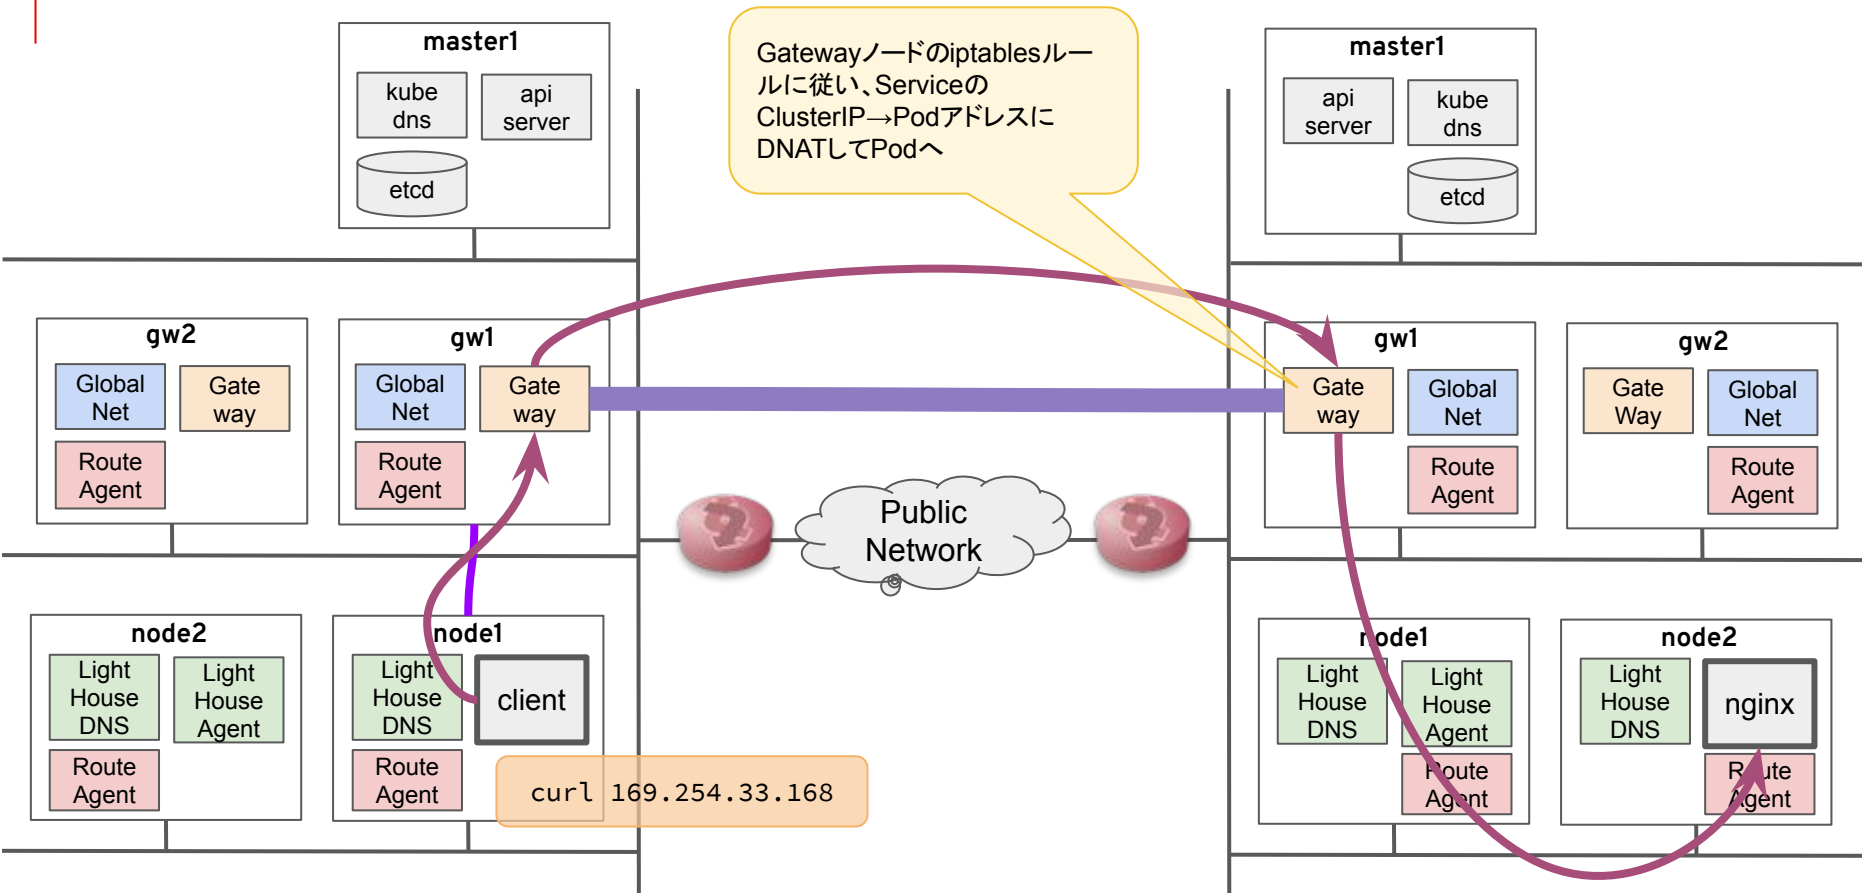 master1
kube
dns
api
server
etcd
Gatewayノードのiptablesルー
ルに従い、Serviceの
ClusterIP→Podアドレスに
DNATしてPodへ
master1
api
server
kube
dns
etcd
gw2
Global
Net
Gate
way
Route
Agent
gw1
Global
Net
Gate
way
Route
Agent
Public
Network
gw1
Gate
way
Global
Net
Route
Agent
gw2
Gate
Way
Global
Net
Route
Agent
node2
Light
House
DNS
Light
House
Agent
Route
Agent
node1
Light
House
DNS
client
Route
Agent
curl 169.254.33.168
node1
Light
House
DNS
Light
House
Agent
Route
Agent
node2
Light
House
DNS
nginx
Route
Agent